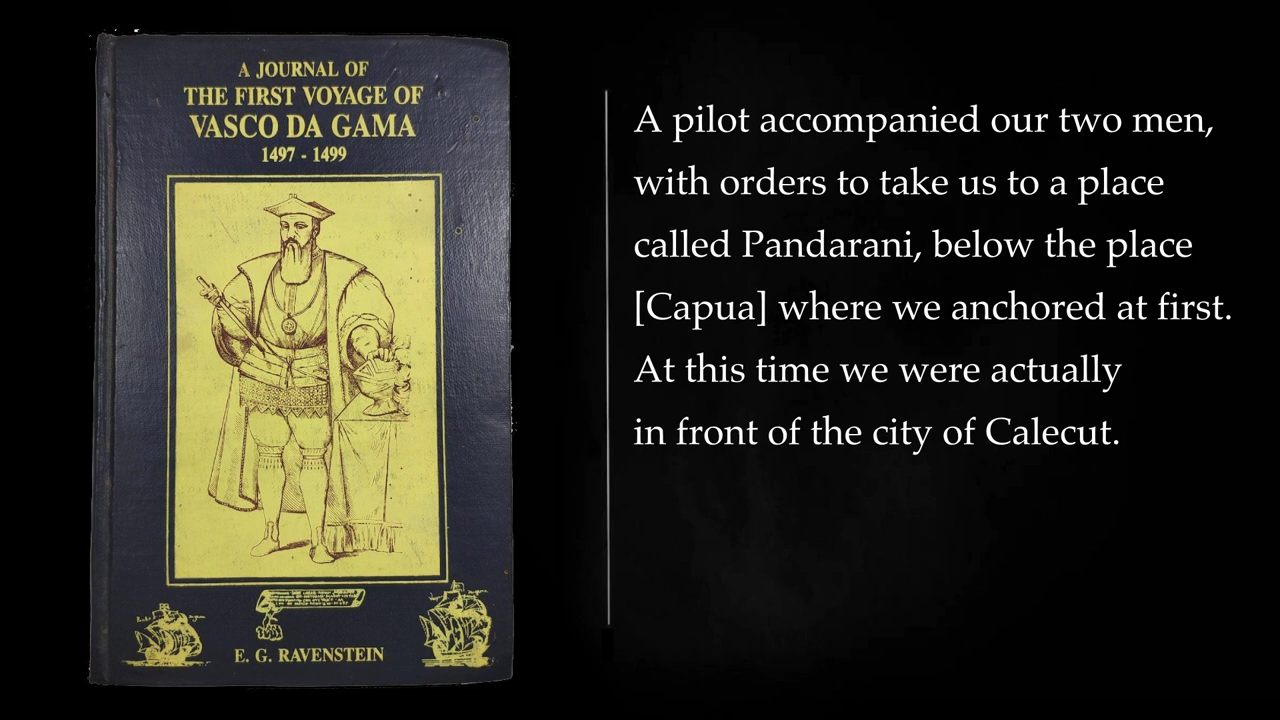 A JOURNAL OF
THE FIRST VOYAGE OF
VASCO DA GAMA
1497 - 1499
E. G. RAVENSTEIN
A pilot accompanied our two men,
with orders to take us to a place
called Pandarani, below the place
[Capua] where we anchored at first.
At this time we were actually
in front of the city of Calecut.